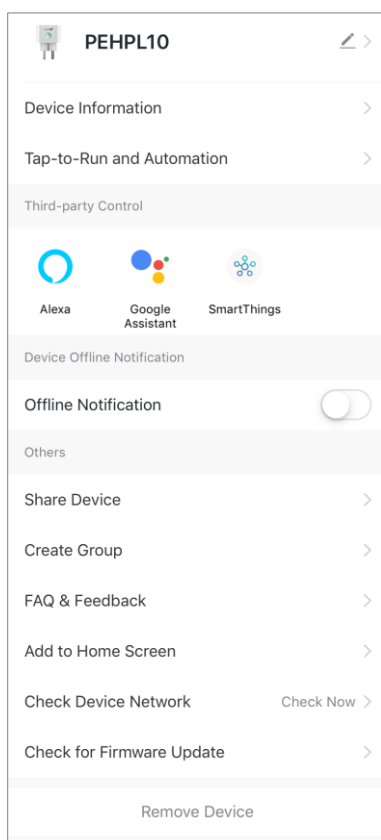 PEHPL10
Device Information
Tap-to-Run and Automation
Third-party Control
Alexa
Google
Assistant
SmartThings
Device Offline Notification
Offline Notification
Others
Share Device
Create Group
FAQ & Feedback
Add to Home Screen
Check Device Network Check Now
Check for Firmware Update
Remove Device